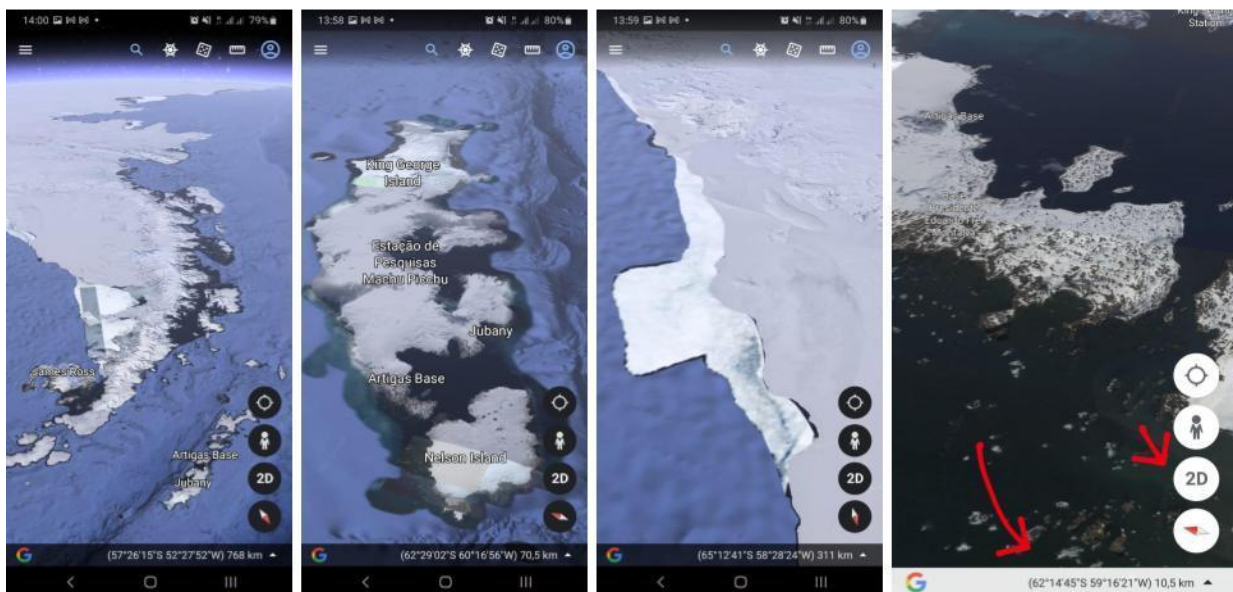 14:00
79%
James Ross
Artigas Base
Jubany
2D
(57°26'15"S 52°27'52"W) 768 km
13:58
80%
King George
Island
Estação de
Pesquisas
Machu Picchu
Jubany
Artigas Base
Nelson Island
2D
(62°29'02"S 60°16'56"W) 70,5 km
13:59
80%
2D
(65°12'41"S 58°28'24"W) 311 km
Station
Artigas Base
Base
2D
(62°14'45"S 59°16'21"W) 10,5 km